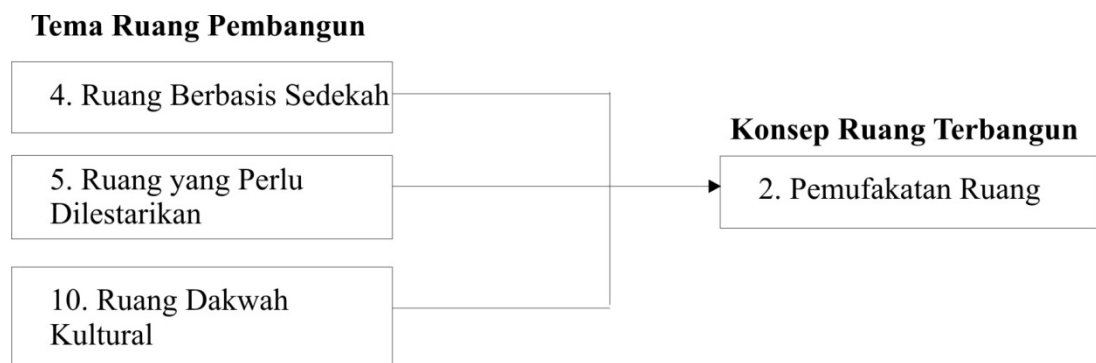 Tema Ruang Pembangun
4. Ruang Berbasis Sedekah
5. Ruang yang Perlu
Dilestarikan
10. Ruang Dakwah
Kultural
Konsep Ruang Terbangun
2. Pemufakatan Ruang